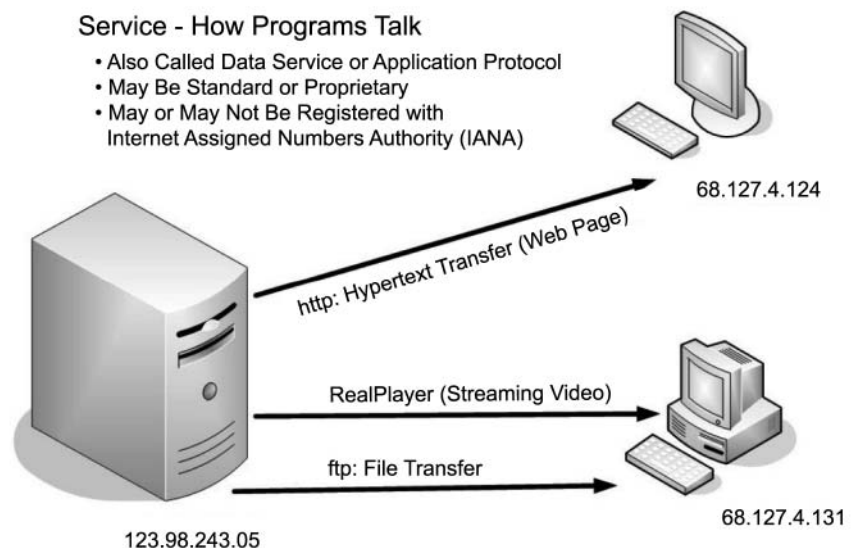 Service - How Programs Talk
• Also Called Data Service or Application Protocol
• May Be Standard or Proprietary
• May or May Not Be Registered with
Internet Assigned Numbers Authority (IANA)
68.127.4.124
http: Hypertext Transfer (Web Page)
RealPlayer (Streaming Video)
ftp: File Transfer
68.127.4.131
123.98.243.05